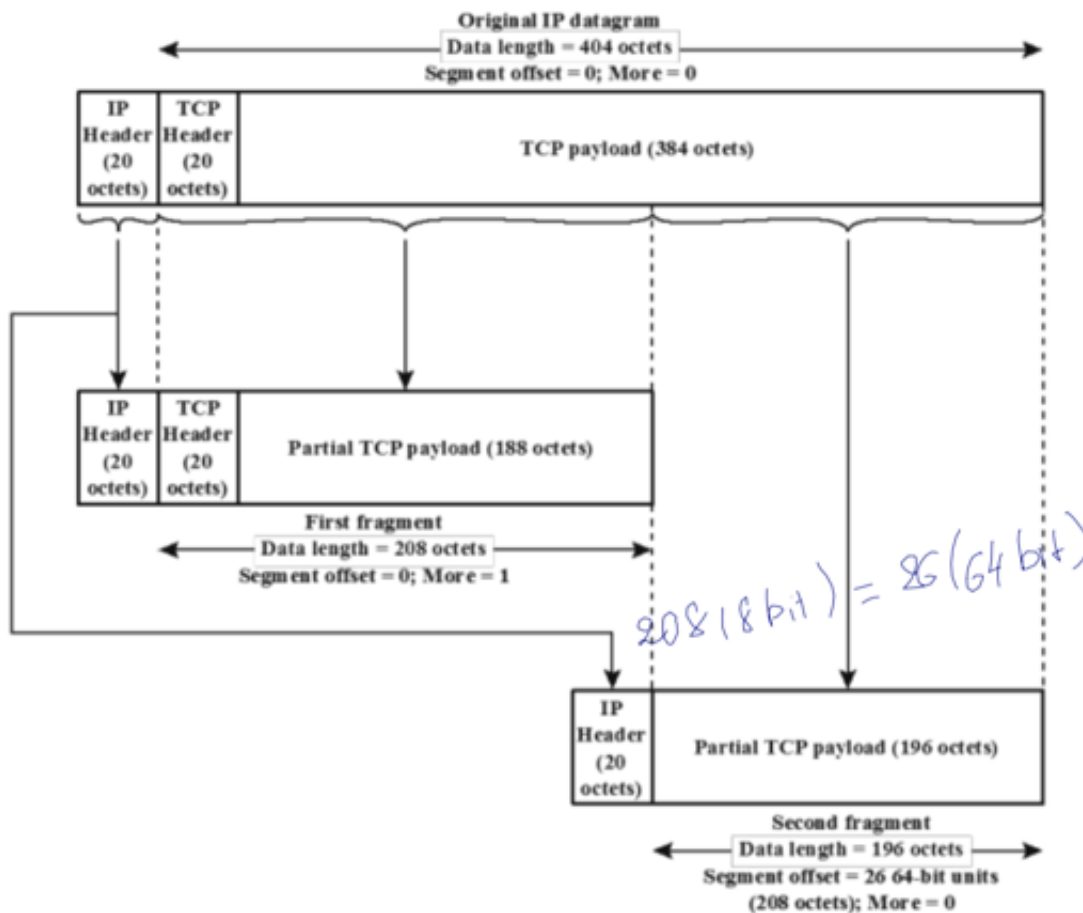 Original IP datagram
Data length = 404 octets
Segment offset = 0; More = 0
IP
Header
(20
octets)
TCP
Header
(20
octets)
TCP payload (384 octets)
IP
Header
(20
octets)
TCP
Header
(20
octets)
Partial TCP payload (188 octets)
First fragment
Data length = 208 octets
Segment offset = 0; More = 1
208 (8 bit) = 26 (64 bit)
IP
Header
(20
octets)
Partial TCP payload (196 octets)
Second fragment
Data length = 196 octets
Segment offset = 26 64-bit units
(208 octets); More = 0